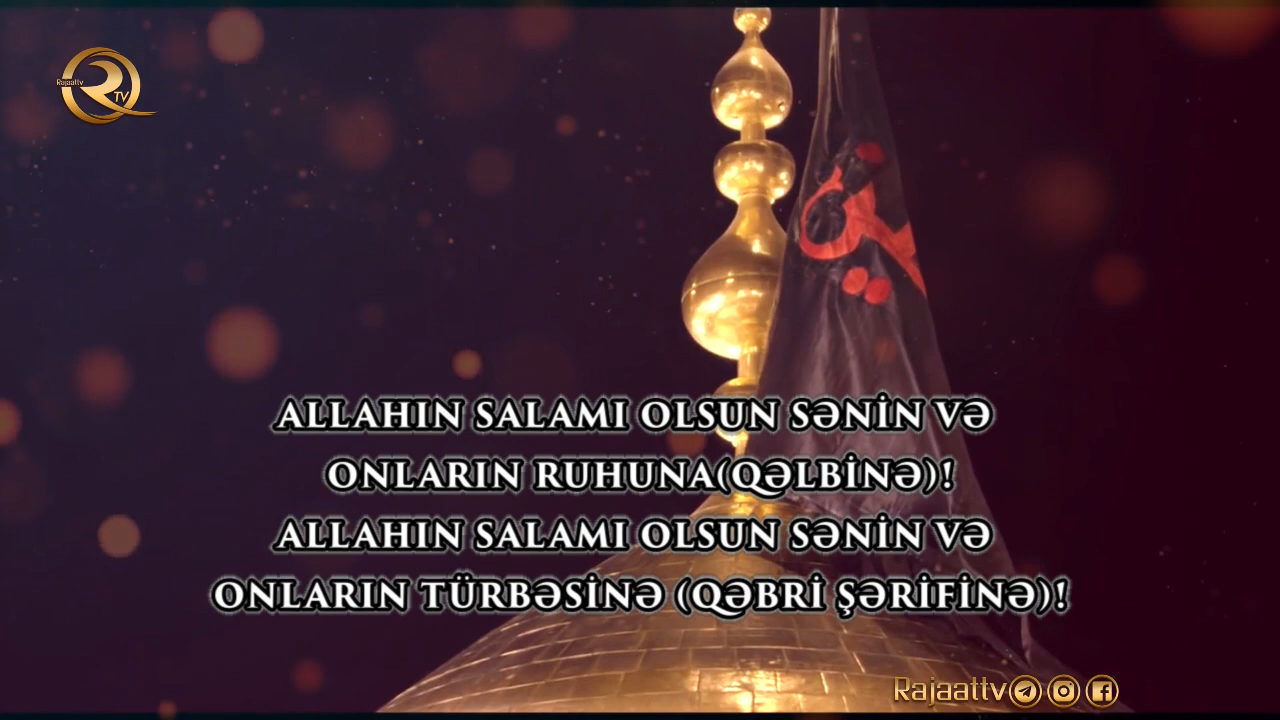 Rajaattv
TV
ALLAHIN SALAMI OLSUN SƏNİN VƏ
ONLARIN RUHUNA(QƏLBİNƏ)!
ALLAHIN SALAMI OLSUN SƏNİN VƏ
ONLARIN TÜRBƏSİNƏ (QƏBRİ ŞƏRİFİNƏ)!
Rajaattv